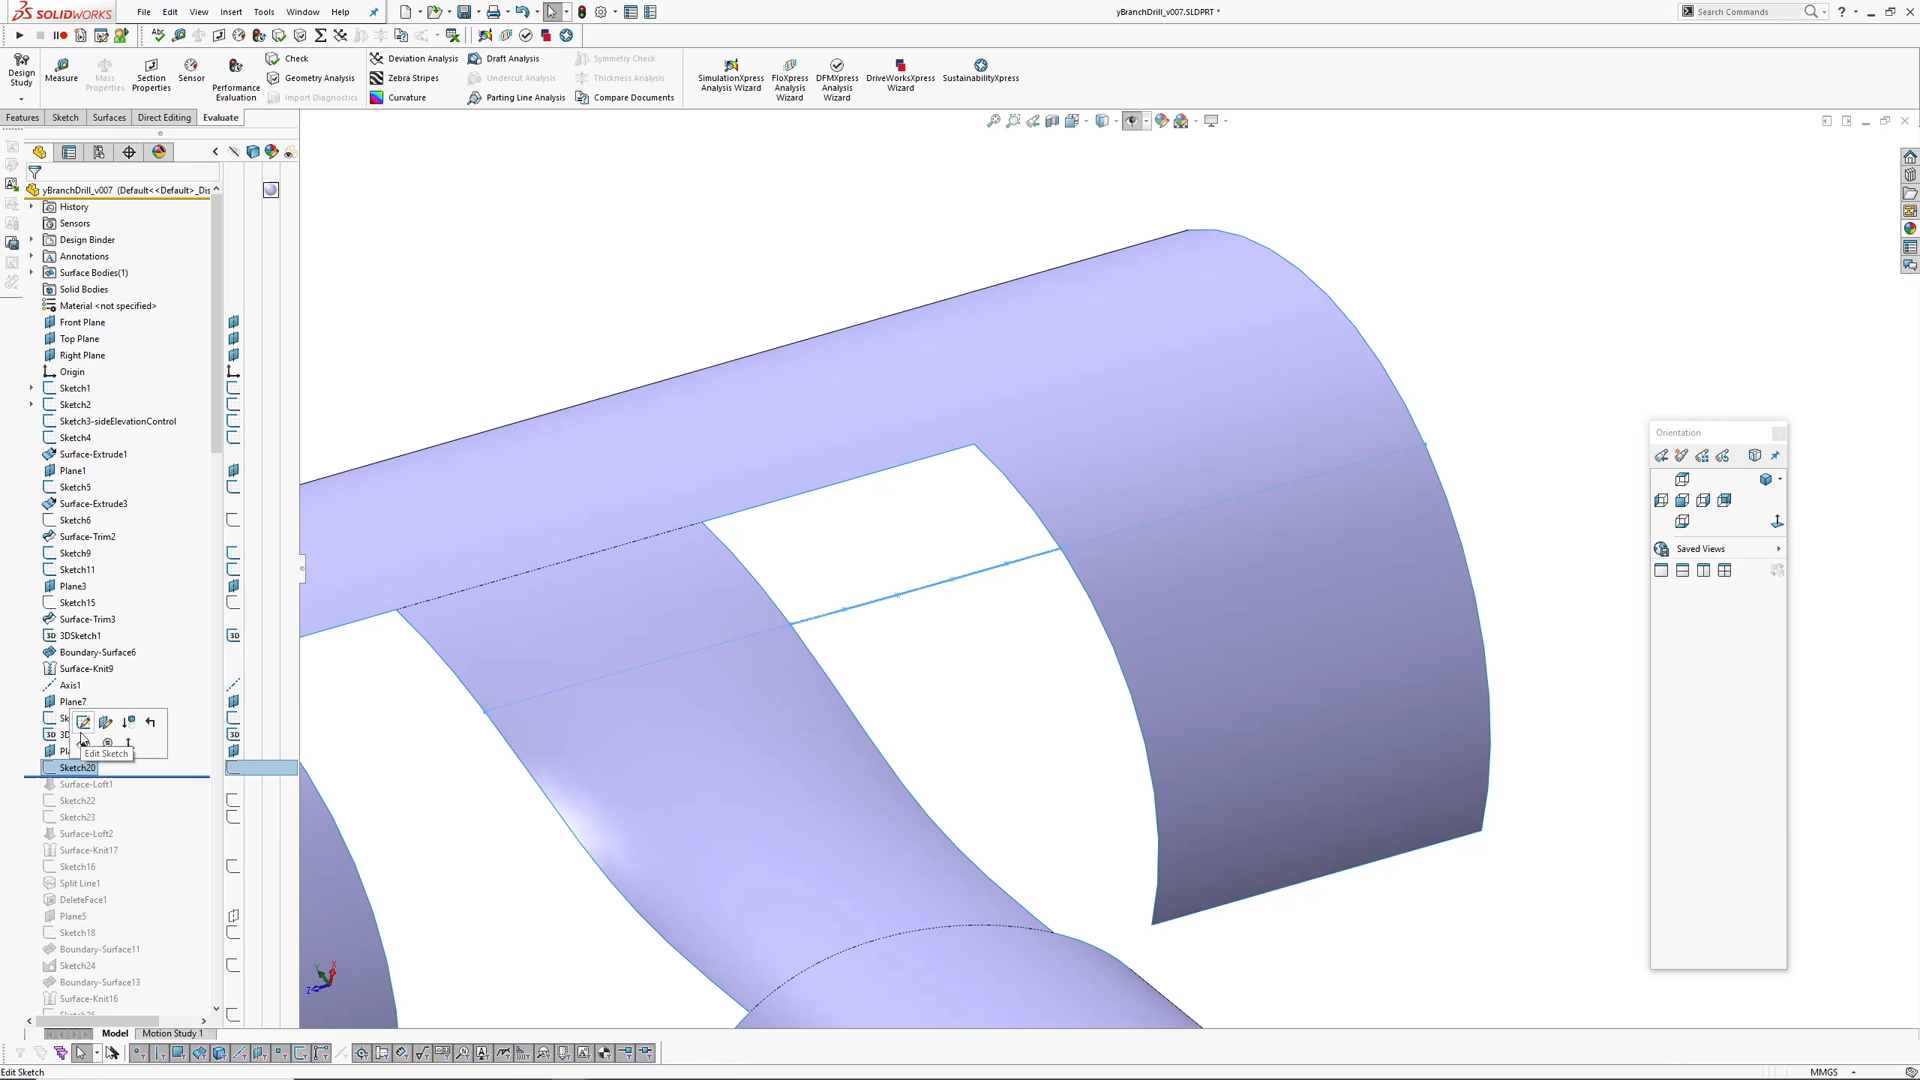 SOLIDWORKS File Edit View Insert Tools Window Help yBranchDrill_v007.SLDPRT * Search Commands
Design Study Measure Mass Properties Section Properties Sensor Performance Evaluation
Check Deviation Analysis Draft Analysis Symmetry Check
Geometry Analysis Zebra Stripes Undercut Analysis Thickness Analysis
Import Diagnostics Curvature Parting Line Analysis Compare Documents
SimulationXpress Analysis Wizard FloXpress Analysis Wizard DFMXpress Analysis Wizard DriveWorksXpress Wizard SustainabilityXpress
Features Sketch Surfaces Direct Editing Evaluate
yBranchDrill_v007 (Default<<Default>_Dis
History
Sensors
Design Binder
Annotations
Surface Bodies(1)
Solid Bodies
Material <not specified>
Front Plane
Top Plane
Right Plane
Origin
Sketch1
Sketch2
Sketch3-sideElevationControl
Sketch4
Surface-Extrude1
Plane1
Sketch5
Surface-Extrude3
Sketch6
Surface-Trim2
Sketch9
Sketch11
Plane3
Sketch15
Surface-Trim3
3D 3DSketch1 3D
Boundary-Surface6
Surface-Knit9
Axis1
Plane7
Sk
3D 3D 3D
Pl Edit Sketch
Sketch20
Surface-Loft1
Sketch22
Sketch23
Surface-Loft2
Surface-Knit17
Sketch16
Split Line1
DeleteFace1
Plane5
Sketch18
Boundary-Surface11
Sketch24
Boundary-Surface13
Surface-Knit16
Orientation
Saved Views
X
Y
Z
Model Motion Study 1
Edit Sketch MMGS